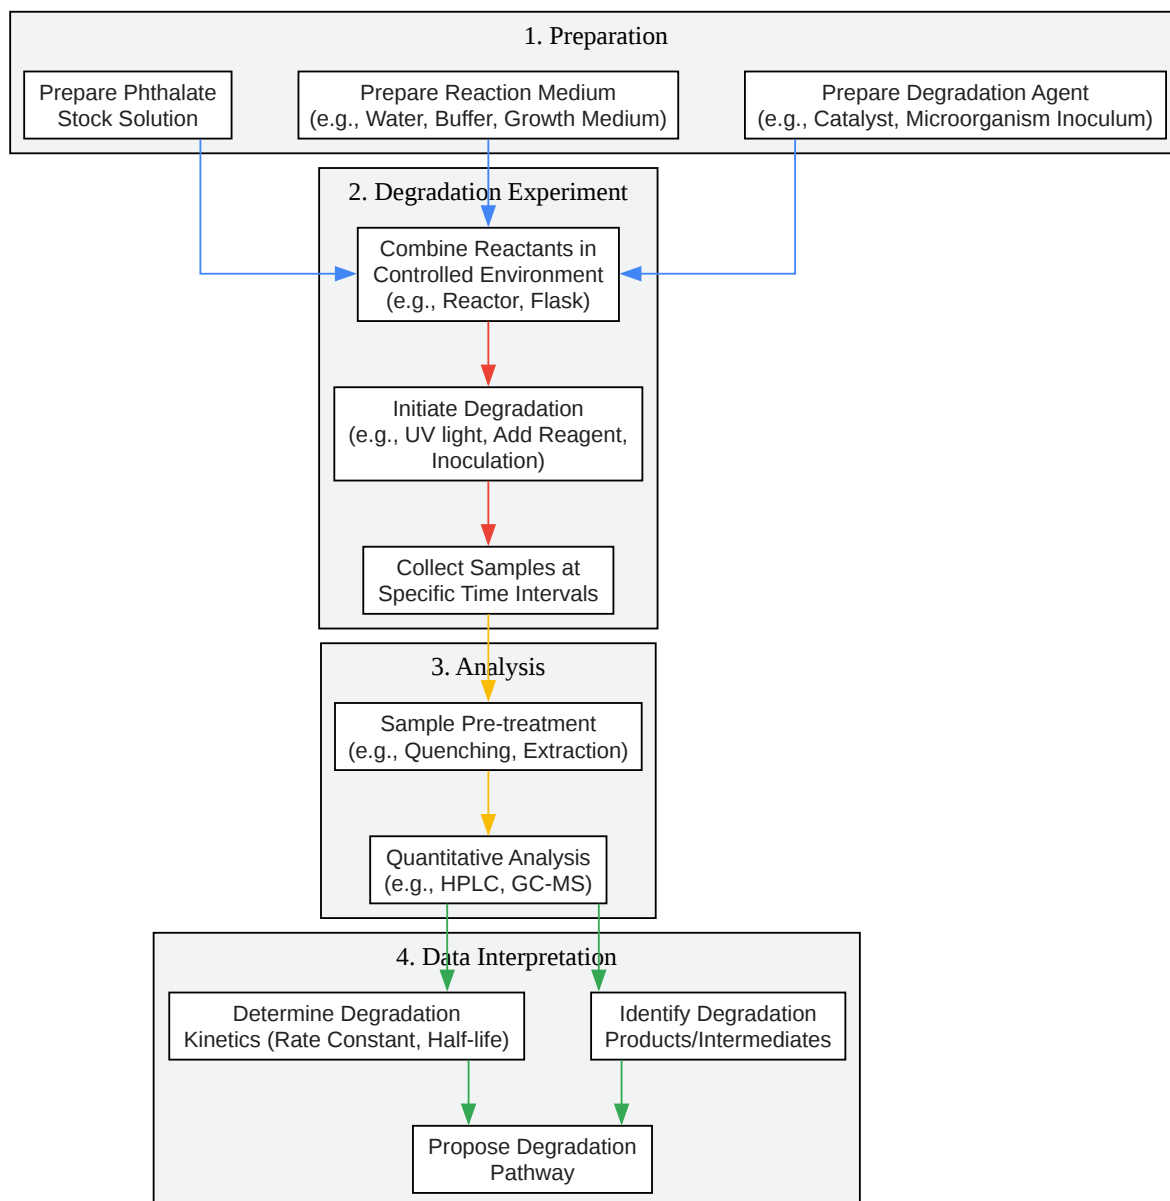 1. Preparation
Prepare Phthalate
Stock Solution
Prepare Reaction Medium
(e.g., Water, Buffer, Growth Medium)
Prepare Degradation Agent
(e.g., Catalyst, Microorganism Inoculum)
2. Degradation Experiment
Combine Reactants in
Controlled Environment
(e.g., Reactor, Flask)
Initiate Degradation
(e.g., UV light, Add Reagent,
Inoculation)
Collect Samples at
Specific Time Intervals
3. Analysis
Sample Pre-treatment
(e.g., Quenching, Extraction)
Quantitative Analysis
(e.g., HPLC, GC-MS)
4. Data Interpretation
Determine Degradation
Kinetics (Rate Constant, Half-life)
Identify Degradation
Products/Intermediates
Propose Degradation
Pathway